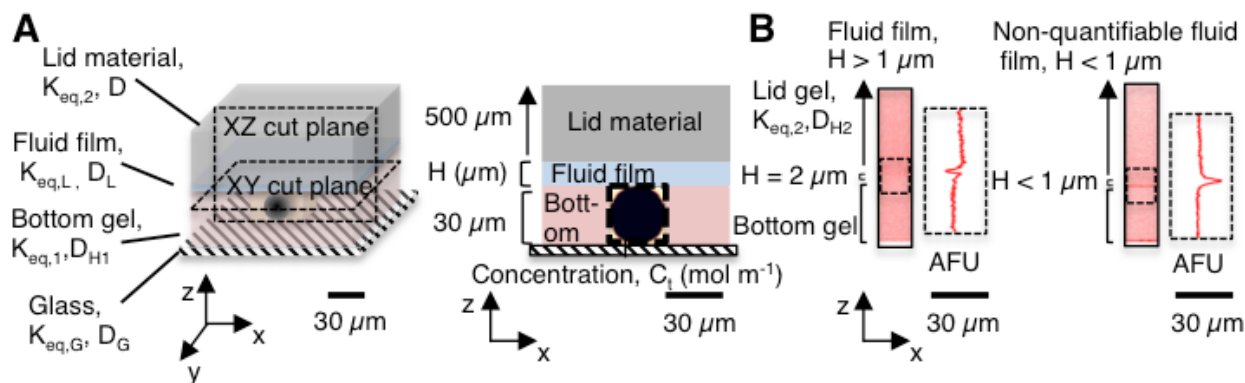 A
Lid material,
K_eq,2, D
Fluid film,
K_eq,L, D_L
Bottom gel,
K_eq,1, D_H1
Glass,
K_eq,G, D_G
XZ cut plane
XY cut plane
z
x
y
30 µm
500 µm
H (µm)
30 µm
Lid material
Fluid film
Bott-
om
Concentration, C_t (mol m⁻¹)
z
x
30 µm
B
Fluid film,
H > 1 µm
Lid gel,
K_eq,2, D_H2
H = 2 µm
Bottom gel
AFU
z
x
30 µm
Non-quantifiable fluid
film, H < 1 µm
H < 1 µm
AFU
30 µm